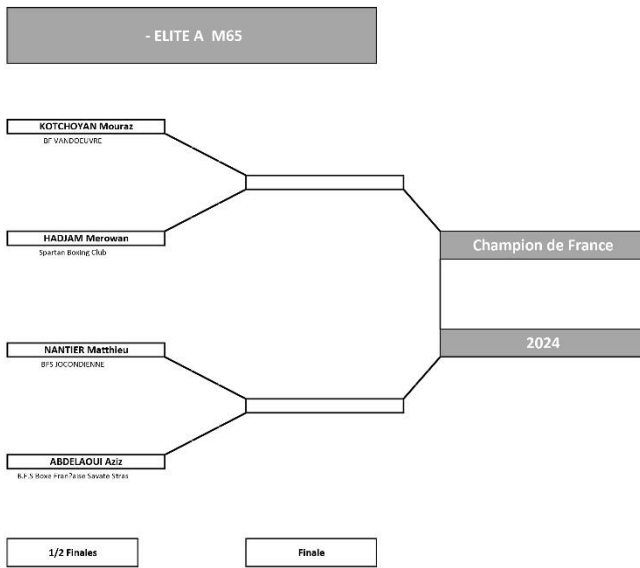 - ELITE A  M65
KOTCHOYAN Mouraz
BF VANDOEUVRE
HADJAM Merowan
Spartan Boxing Club
Champion de France
NANTIER Matthieu
BFS JOCONDIENNE
2024
ABDELAOUI Aziz
B.F.S Boxe Fran?aise Savate Stras
1/2 Finales
Finale